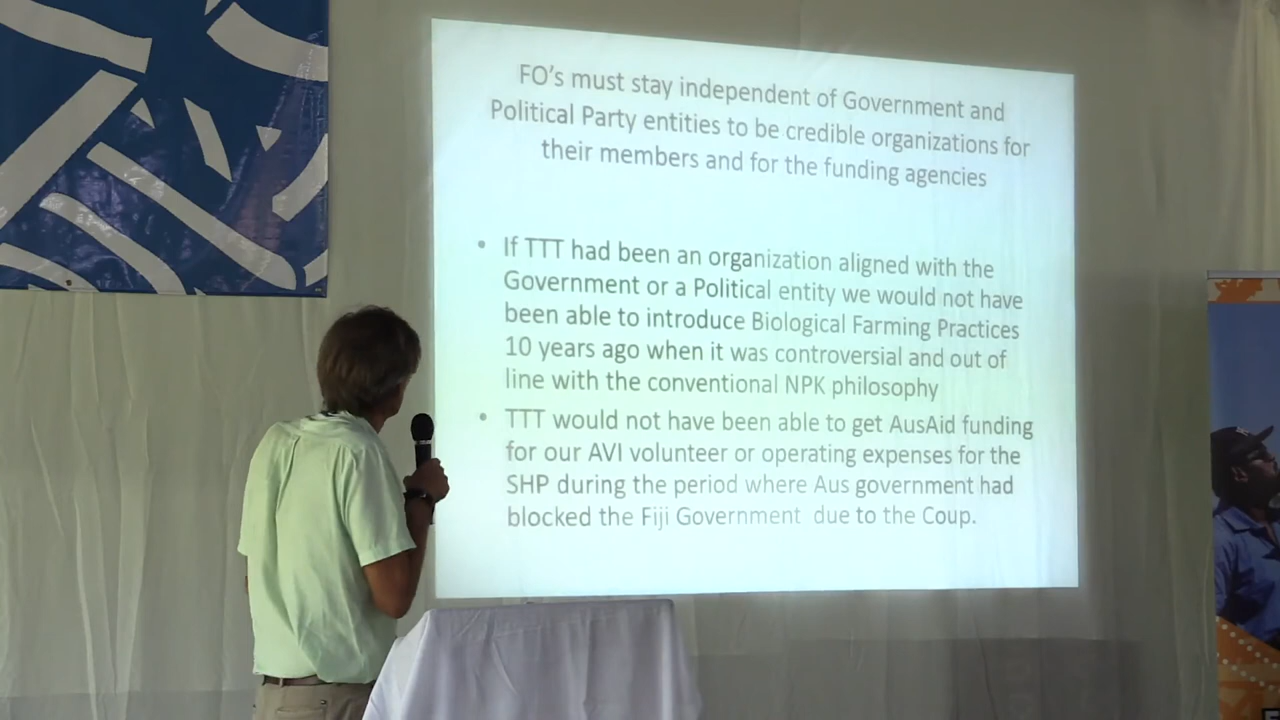 FO's must stay independent of Government and
Political Party entities to be credible organizations for
their members and for the funding agencies
• If TTT had been an organization aligned with the
Government or a Political entity we would not have
been able to introduce Biological Farming Practices
10 years ago when it was controversial and out of
line with the conventional NPK philosophy
• TTT would not have been able to get AusAid funding
for our AVI volunteer or operating expenses for the
SHP during the period where Aus government had
blocked the Fiji Government due to the Coup.